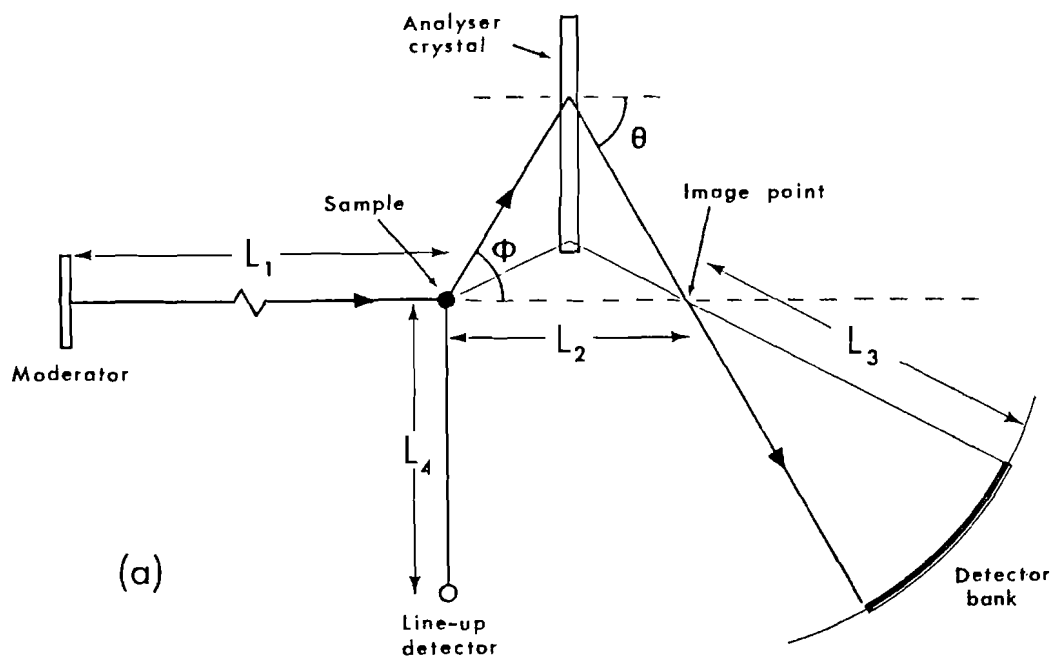 Analyser
crystal
θ
Image point
Sample
L1
Φ
L2
L3
Moderator
L4
(a)
Line-up
detector
Detector
bank